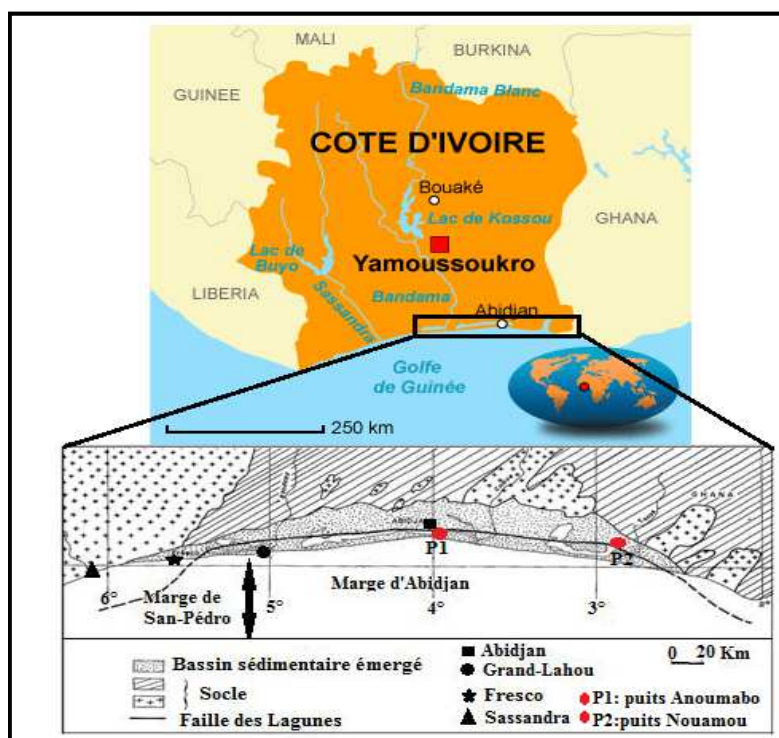 MALI
BURKINA
GUINEE
Bandama Blanc
COTE D'IVOIRE
Bouaké
Lac de Kossou
GHANA
Lac de
Buyo
Yamoussoukro
LIBERIA
Sassandra
Bandama
Abidjan
Golfe
de Guinée
250 km
GHANA
ABIDJAN
P1
P2
6°
Marge de
San-Pédro
5°
Marge d'Abidjan
4°
3°
Bassin sédimentaire émergé
Socle
Faille des Lagunes
Abidjan
Grand-Lahou
Fresco
Sassandra
0 20 Km
P1: puits Anoumabo
P2:puits Nouamou